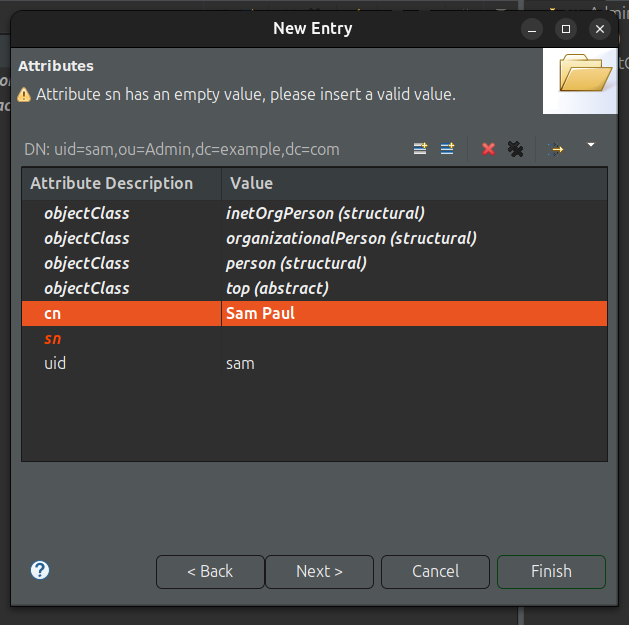 New Entry
Attributes
Attribute sn has an empty value, please insert a valid value.
DN: uid=sam,ou=Admin,dc=example,dc=com
Attribute Description Value
objectClass inetOrgPerson (structural)
objectClass organizationalPerson (structural)
objectClass person (structural)
objectClass top (abstract)
cn Sam Paul
sn
uid sam
< Back Next > Cancel Finish